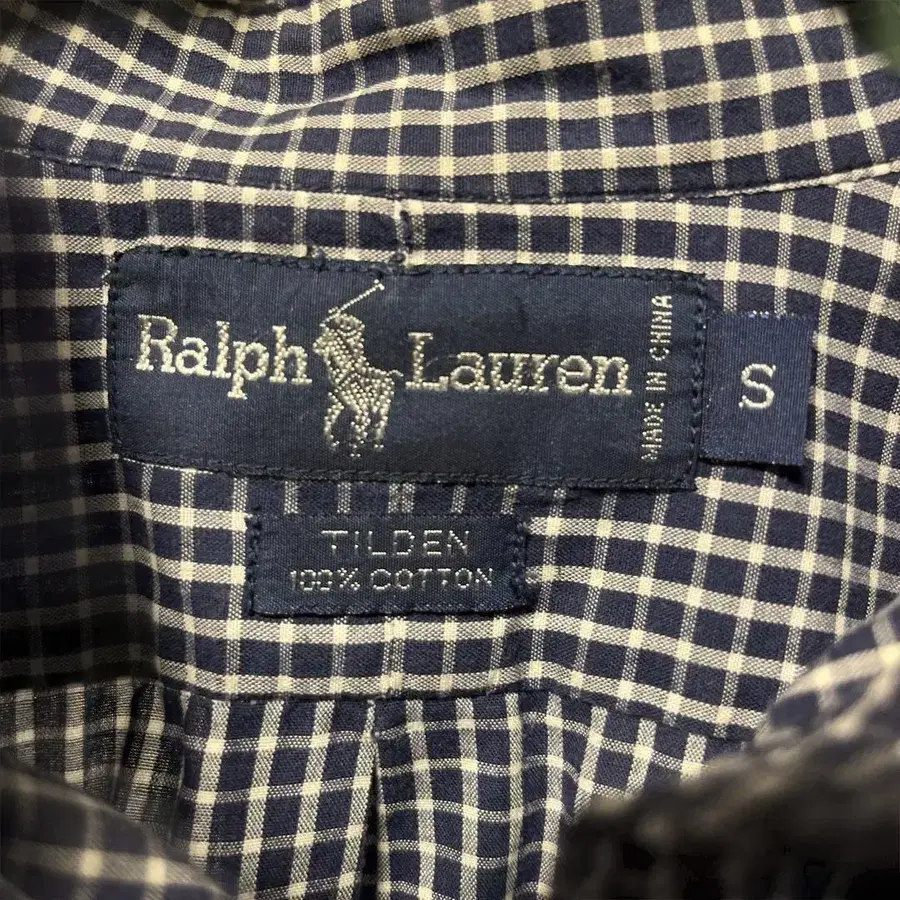 Ralph Lauren
MADE IN CHINA
S
TILDEN
100% COTTON